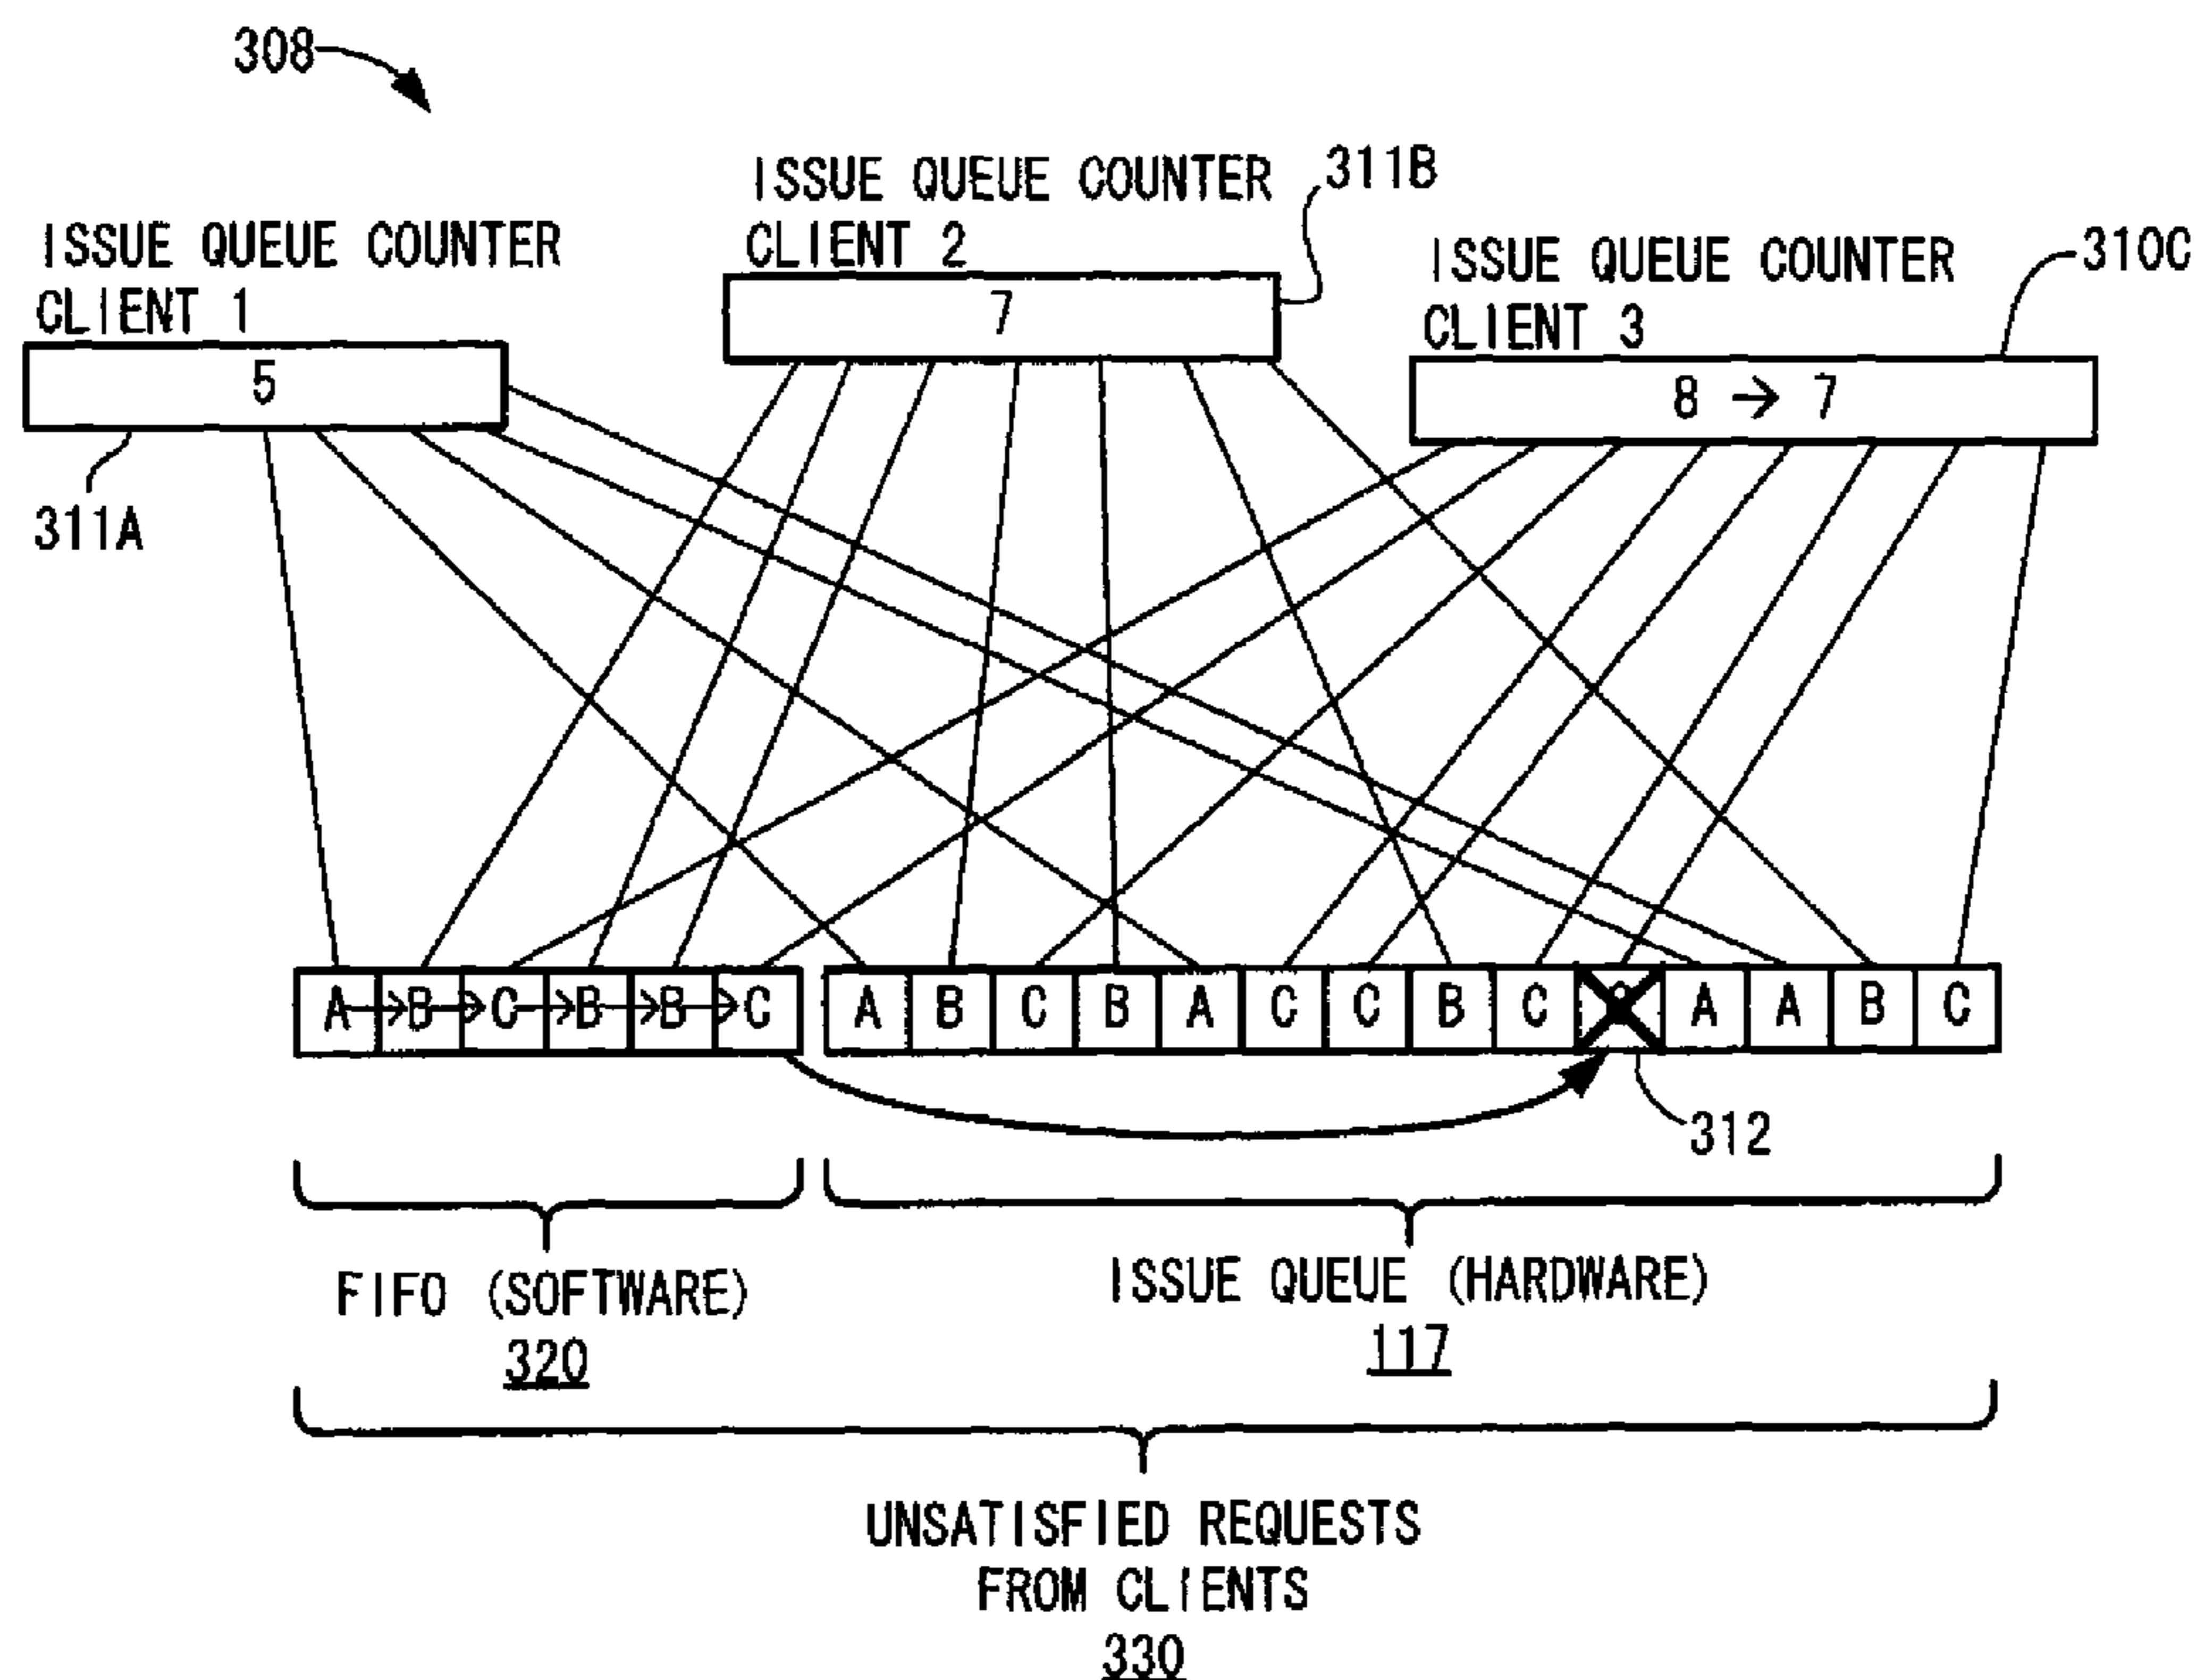 308
ISSUE QUEUE COUNTER
CLIENT 1
5
311A
ISSUE QUEUE COUNTER
CLIENT 2
311B
7
ISSUE QUEUE COUNTER
CLIENT 3
310C
8 → 7
A→B→C→B→B→C
A B C B A C C B C
A A B C
312
FIFO (SOFTWARE)
320
ISSUE QUEUE (HARDWARE)
117
UNSATISFIED REQUESTS
FROM CLIENTS
330